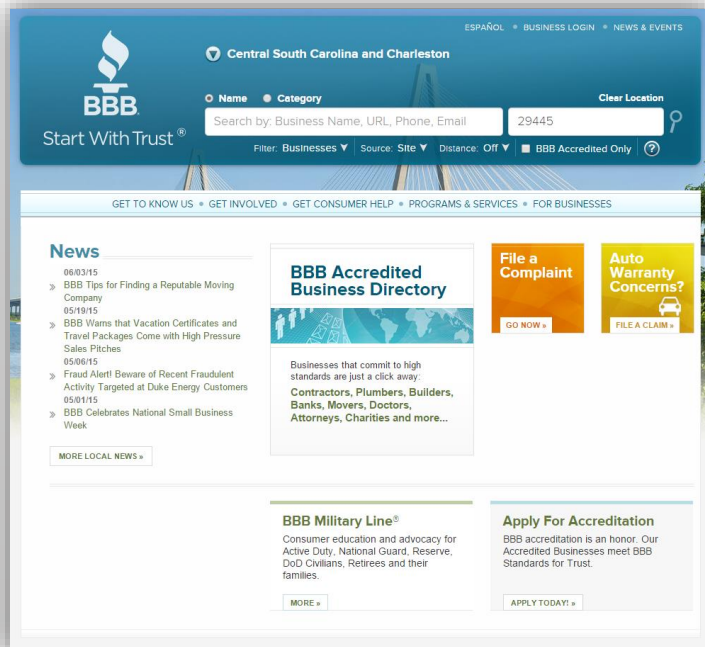 ESPAÑOL • BUSINESS LOGIN • NEWS & EVENTS
Central South Carolina and Charleston
BBB
Start With Trust ®
Name Category Clear Location
Search by: Business Name, URL, Phone, Email 29445
Filter: Businesses Source: Site Distance: Off BBB Accredited Only ?
GET TO KNOW US • GET INVOLVED • GET CONSUMER HELP • PROGRAMS & SERVICES • FOR BUSINESSES
News
06/03/15
» BBB Tips for Finding a Reputable Moving
Company
05/19/15
» BBB Warns that Vacation Certificates and
Travel Packages Come with High Pressure
Sales Pitches
05/06/15
» Fraud Alert! Beware of Recent Fraudulent
Activity Targeted at Duke Energy Customers
05/01/15
» BBB Celebrates National Small Business
Week
MORE LOCAL NEWS »
BBB Accredited
Business Directory
Businesses that commit to high
standards are just a click away:
Contractors, Plumbers, Builders,
Banks, Movers, Doctors,
Attorneys, Charities and more...
File a
Complaint
GO NOW »
Auto
Warranty
Concerns?
FILE A CLAIM »
BBB Military Line®
Consumer education and advocacy for
Active Duty, National Guard, Reserve,
DoD Civilians, Retirees and their
families.
MORE »
Apply For Accreditation
BBB accreditation is an honor. Our
Accredited Businesses meet BBB
Standards for Trust.
APPLY TODAY! »